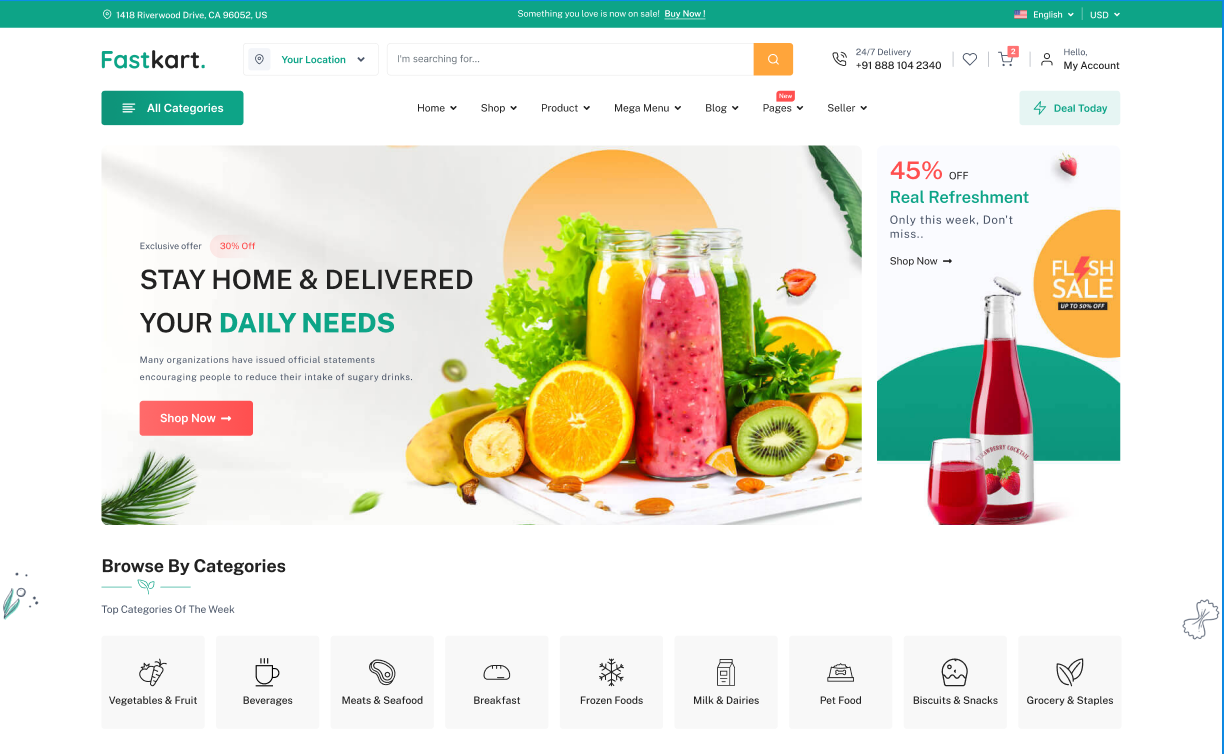 1418 Riverwood Drive, CA 96052, US
Something you love is now on sale! Buy Now !
English
USD
Fastkart.
Your Location
I'm searching for...
24/7 Delivery
+91 888 104 2340
2
Hello,
My Account
All Categories
Home
Shop
Product
Mega Menu
Blog
New
Pages
Seller
Deal Today
Exclusive offer 30% Off
STAY HOME & DELIVERED
YOUR DAILY NEEDS
Many organizations have issued official statements
encouraging people to reduce their intake of sugary drinks.
Shop Now
45% OFF
Real Refreshment
Only this week, Don't
miss..
Shop Now
FLASH
SALE
UP TO 50% OFF
COCKTAIL
Browse By Categories
Top Categories Of The Week
Vegetables & Fruit
Beverages
Meats & Seafood
Breakfast
Frozen Foods
Milk & Dairies
Pet Food
Biscuits & Snacks
Grocery & Staples